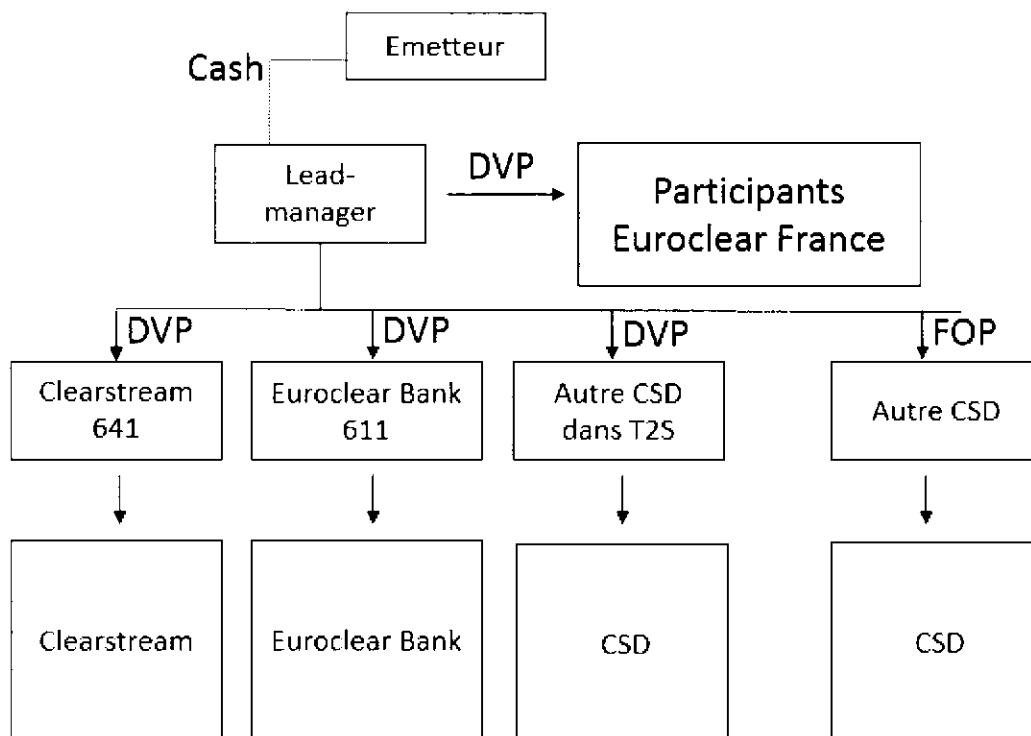 Emetteur
Cash
Lead-
manager
DVP
Participants
Euroclear France
DVP
DVP
DVP
FOP
Clearstream
641
Euroclear Bank
611
Autre CSD
dans T2S
Autre CSD
Clearstream
Euroclear Bank
CSD
CSD